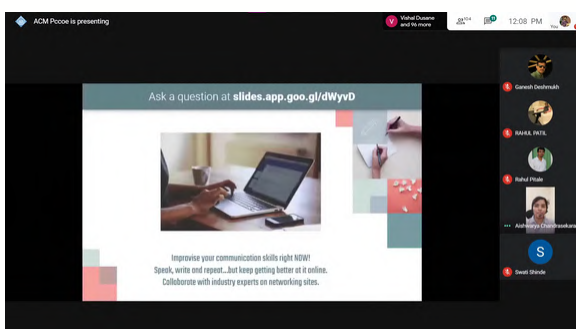 ACM Pccoe is presenting
V
Vishal Dusane
and 96 more
104
12:08 PM
You
Ask a question at slides.app.goo.gl/dWyvD
Ganesh Deshmukh
RAHUL PATIL
Rahul Pitale
Aishwarya Chandrasekara
S
Swati Shinde
Improvise your communication skills right NOW!
Speak, write and repeat...but keep getting better at it online.
Collaborate with industry experts on networking sites.